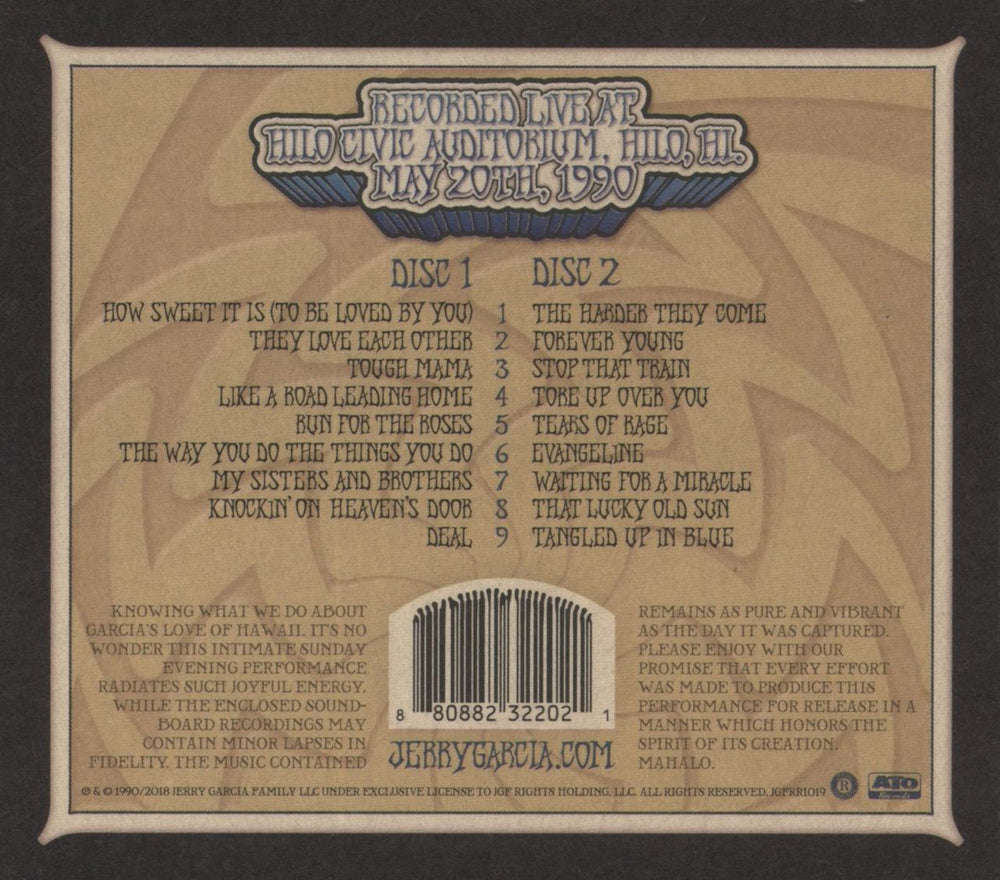 RECORDED LIVE AT
HILO CIVIC AUDITORIUM, HILO, HI.
MAY 20TH, 1990
DISC 1 DISC 2
HOW SWEET IT IS (TO BE LOVED BY YOU) 1 THE HARDER THEY COME
THEY LOVE EACH OTHER 2 FOREVER YOUNG
TOUGH MAMA 3 STOP THAT TRAIN
LIKE A ROAD LEADING HOME 4 TORE UP OVER YOU
RUN FOR THE ROSES 5 TEARS OF RAGE
THE WAY YOU DO THE THINGS YOU DO 6 EVANGELINE
MY SISTERS AND BROTHERS 7 WAITING FOR A MIRACLE
KNOCKIN' ON HEAVEN'S DOOR 8 THAT LUCKY OLD SUN
DEAL 9 TANGLED UP IN BLUE
KNOWING WHAT WE DO ABOUT
GARCIA'S LOVE OF HAWAII, IT'S NO
WONDER THIS INTIMATE SUNDAY
EVENING PERFORMANCE
RADIATES SUCH JOYFUL ENERGY.
WHILE THE ENCLOSED SOUND-
BOARD RECORDINGS MAY
CONTAIN MINOR LAPSES IN
FIDELITY, THE MUSIC CONTAINED
REMAINS AS PURE AND VIBRANT
AS THE DAY IT WAS CAPTURED.
PLEASE ENJOY WITH OUR
PROMISE THAT EVERY EFFORT
WAS MADE TO PRODUCE THIS
PERFORMANCE FOR RELEASE IN A
MANNER WHICH HONORS THE
SPIRIT OF ITS CREATION.
MAHALO.
8 80882 32202 1
JERRYGARCIA.COM
℗ & © 1990/2018 JERRY GARCIA FAMILY LLC UNDER EXCLUSIVE LICENSE TO JGF RIGHTS HOLDING, LLC. ALL RIGHTS RESERVED. JGFRR1019
R
ATO
Records